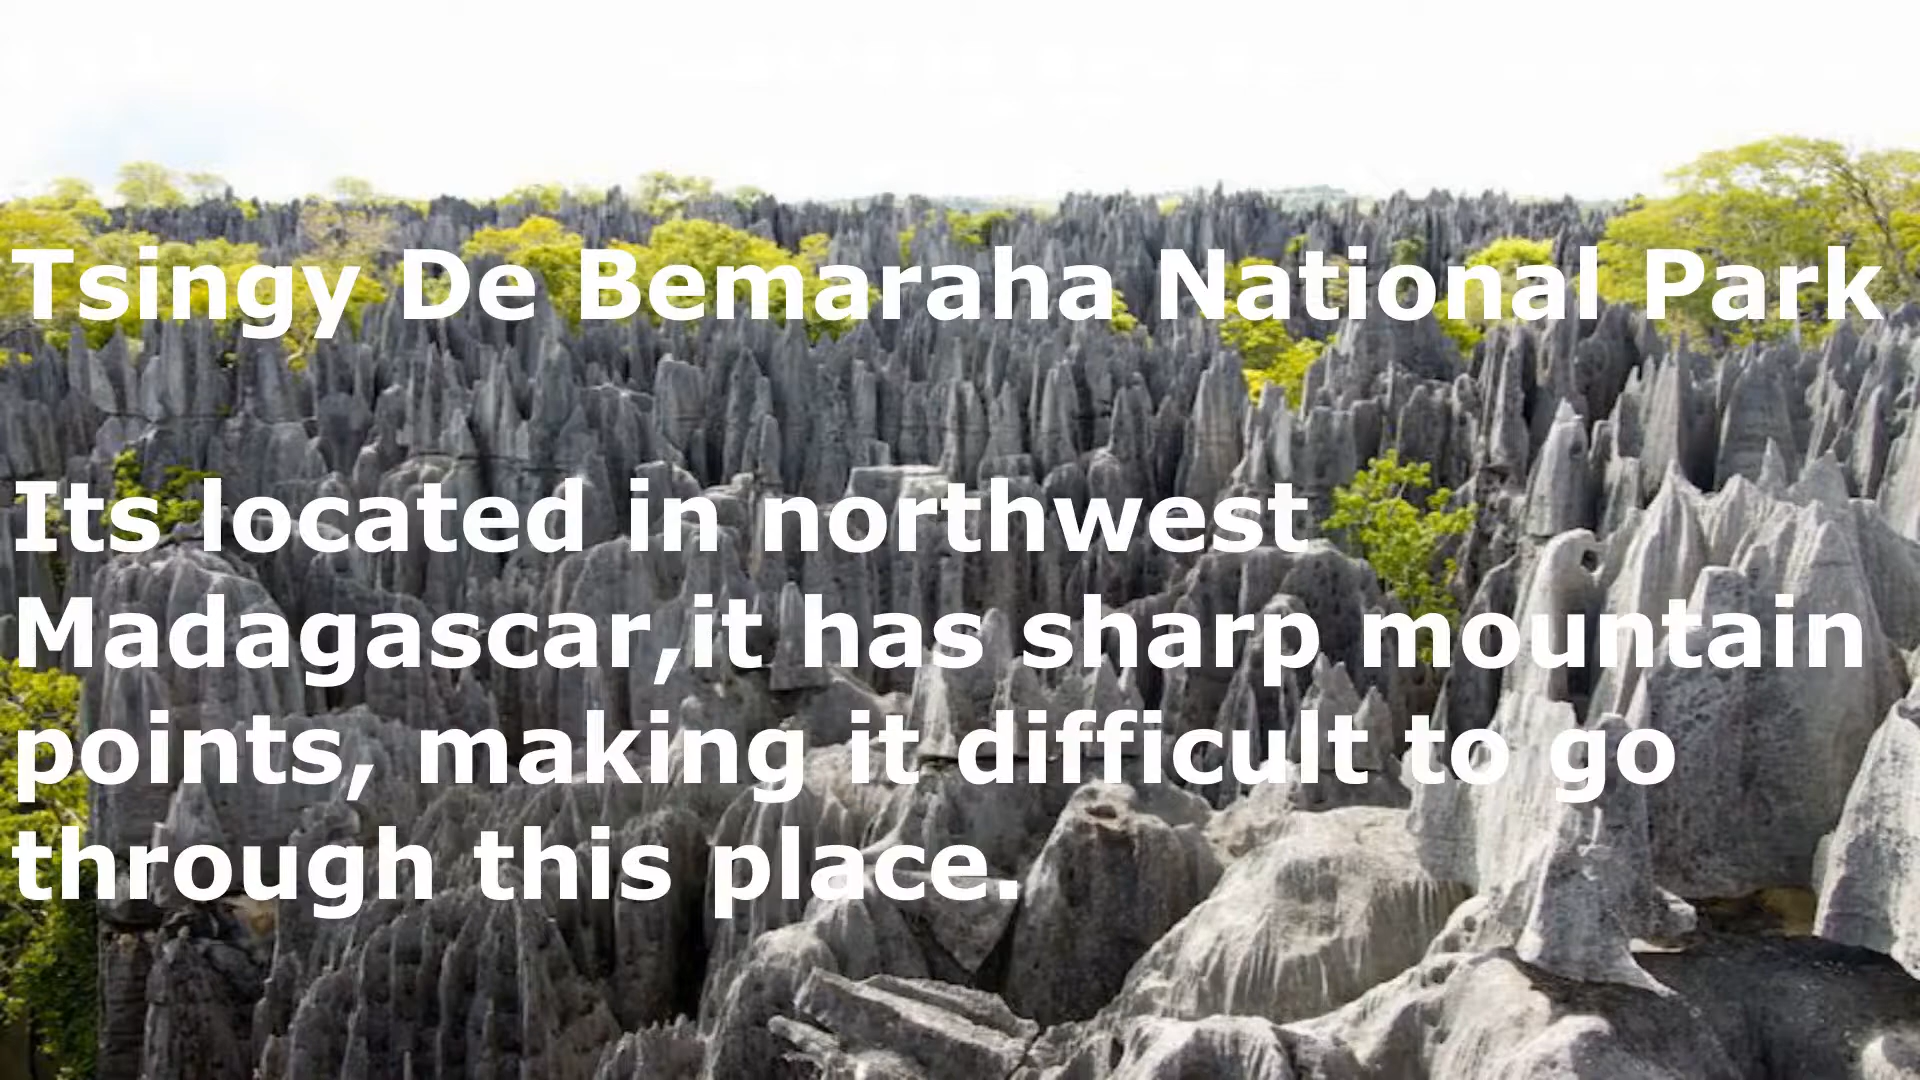 Tsingy De Bemaraha National Park
Its located in northwest
Madagascar,it has sharp mountain
points, making it difficult to go
through this place.